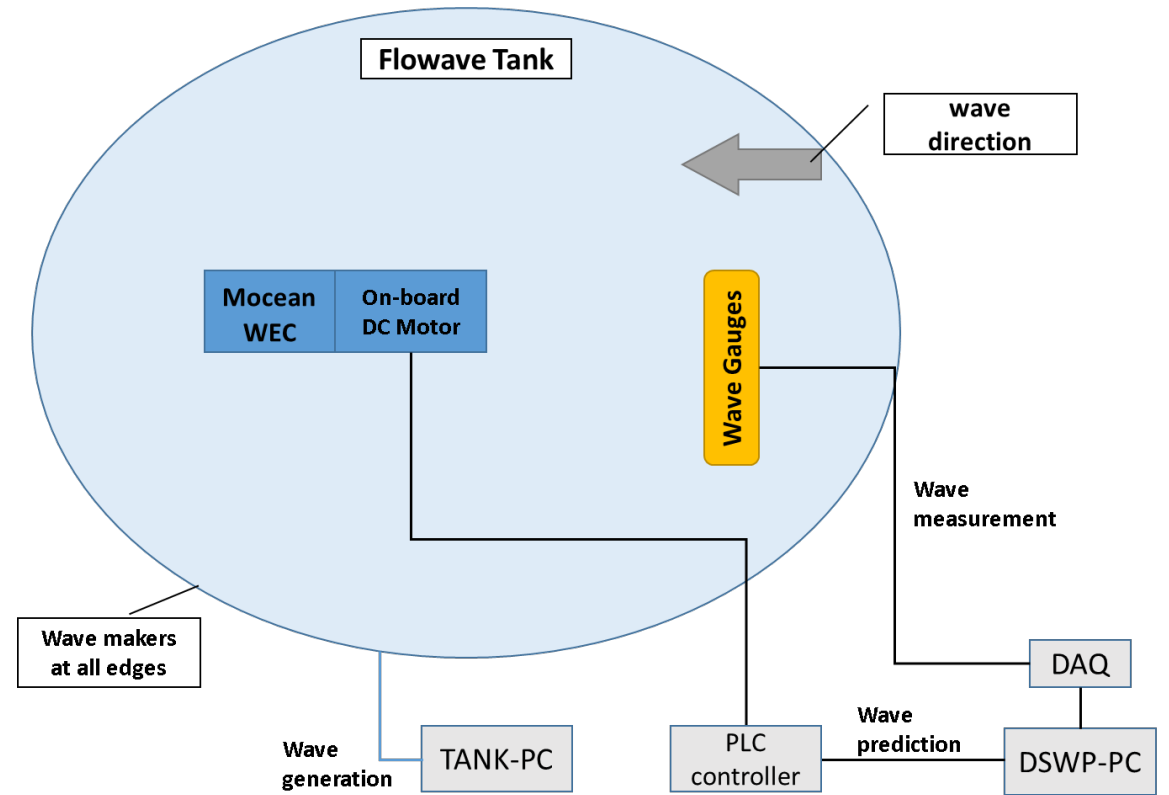 Flowave Tank
wave
direction
Mocean
WEC
On-board
DC Motor
Wave Gauges
Wave
measurement
Wave makers
at all edges
DAQ
Wave
generation
TANK-PC
PLC
controller
Wave
prediction
DSWP-PC